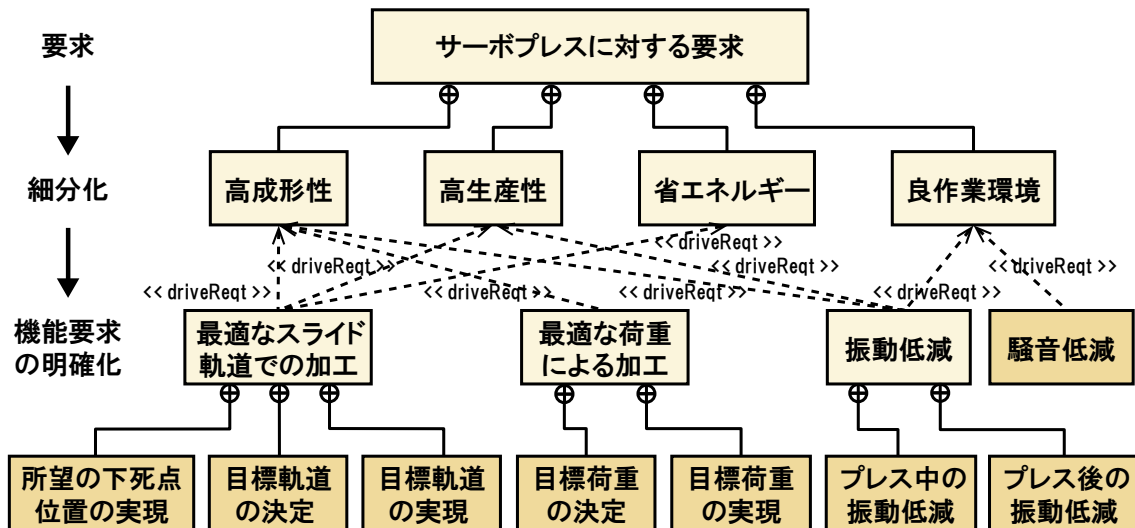 要求
サーボプレスに対する要求
細分化
高成形性
高生産性
省エネルギー
良作業環境
<< driveReqt >>
<< driveReqt >>
<< driveReqt >>
<< driveReqt >>
<< driveReqt >>
<< driveReqt >>
<< driveReqt >>
<< driveReqt >>
<< driveReqt >>
機能要求
の明確化
最適なスライド
軌道での加工
最適な荷重
による加工
振動低減
騒音低減
所望の下死点
位置の実現
目標軌道
の決定
目標軌道
の実現
目標荷重
の決定
目標荷重
の実現
プレス中の
振動低減
プレス後の
振動低減